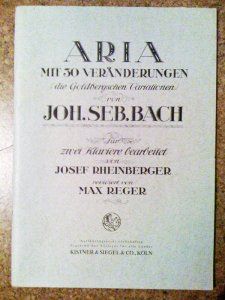 ARIA
MIT 30 VERÄNDERUNGEN
die Goldbergschen Variationen
von
JOH. SEB. BACH
für
zwei Klaviere bearbeitet
von
JOSEF RHEINBERGER
revidiert von
MAX REGER
KISTNER & SIEGEL & CO., KÖLN